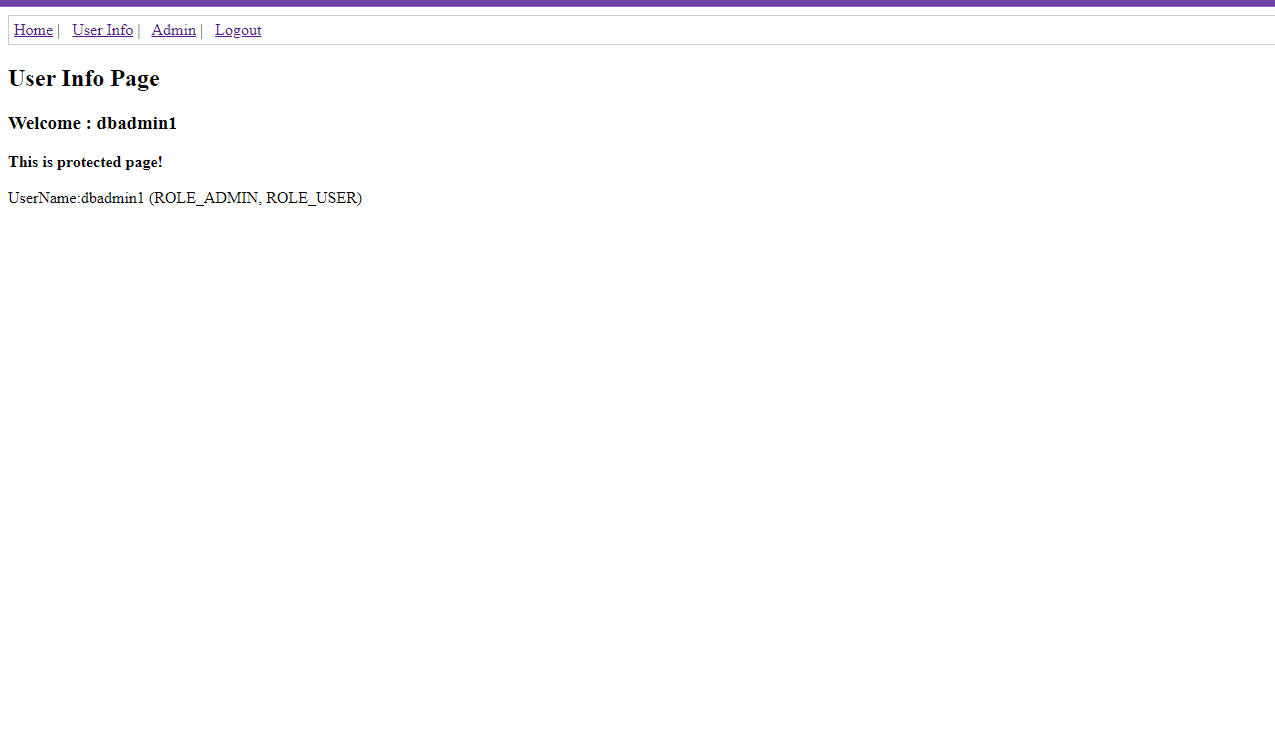 Home | User Info | Admin | Logout
User Info Page
Welcome : dbadmin1
This is protected page!
UserName:dbadmin1 (ROLE_ADMIN, ROLE_USER)